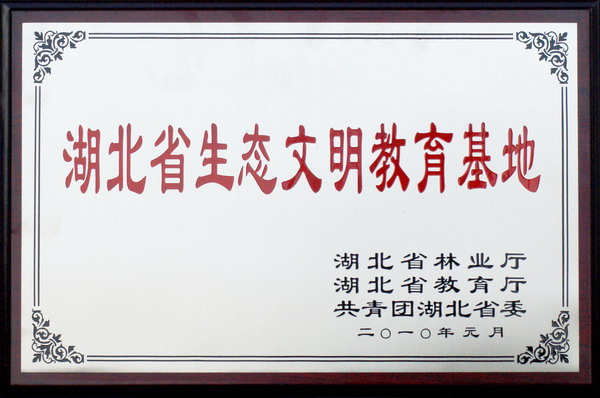 湖北省生态文明教育基地
湖北省林业厅
湖北省教育厅
共青团湖北省委
二〇一〇年元月